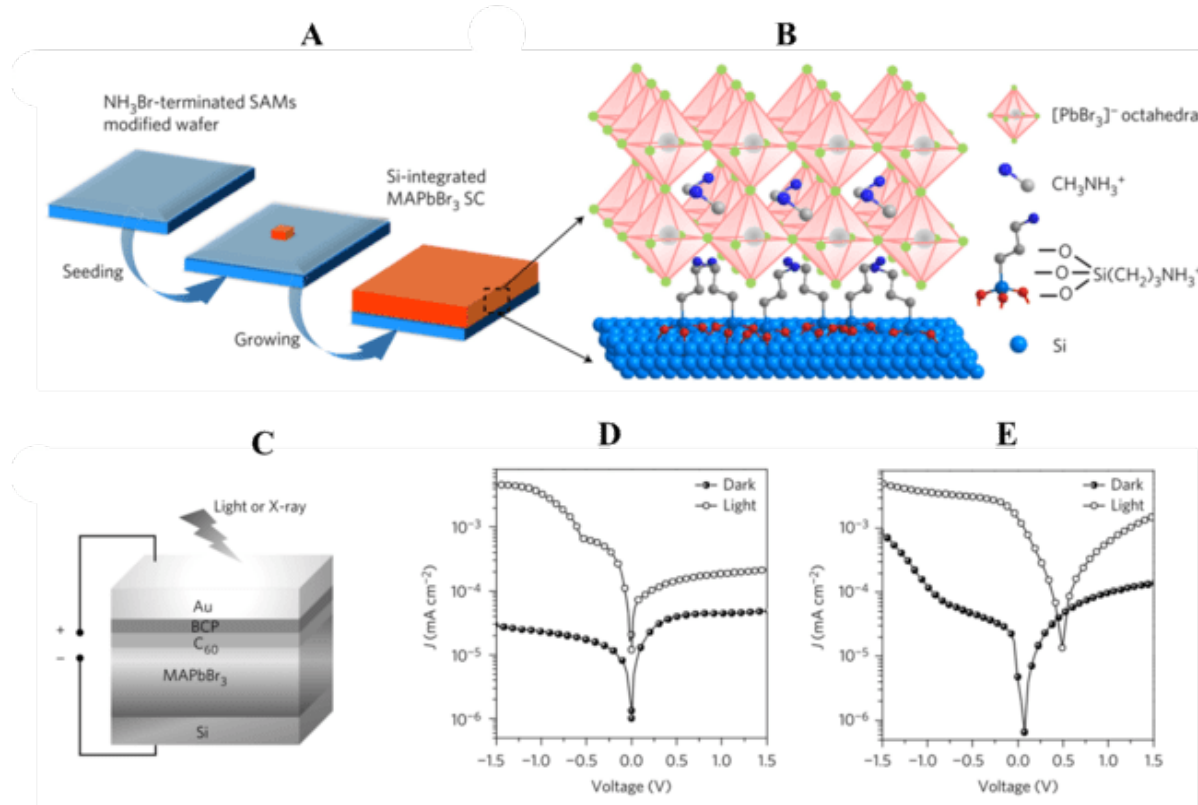 A
B
NH₃Br-terminated SAMs
modified wafer
Si-integrated
MAPbBr₃ SC
Seeding
Growing
[PbBr₃]⁻ octahedra
CH₃NH₃⁺
O
O
Si(CH₂)₃NH₃⁺
O
Si
C
D
E
Light or X-ray
Au
BCP
C₆₀
MAPbBr₃
Si
+
–
Dark
Light
10⁻³
10⁻⁴
10⁻⁵
10⁻⁶
J (mA cm⁻²)
−1.5 −1.0 −0.5 0.0 0.5 1.0 1.5
Voltage (V)
Dark
Light
10⁻³
10⁻⁴
10⁻⁵
10⁻⁶
J (mA cm⁻²)
−1.5 −1.0 −0.5 0.0 0.5 1.0 1.5
Voltage (V)